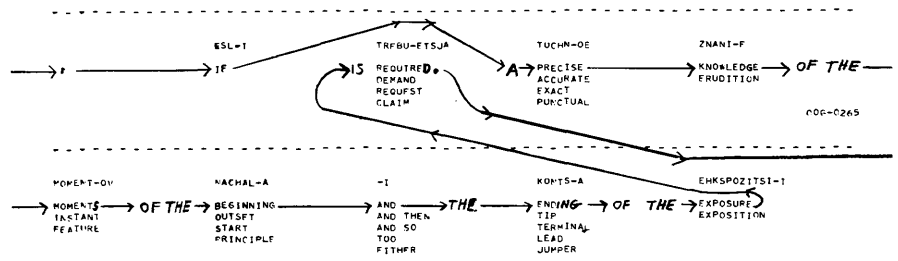 ESL-I TREBU-ETSJA TUCHN-OE ZNANI-E
, IF IS REQUIRED. A PRECISE KNOWLEDGE OF THE
DEMAND ACCURATE ERUDITION
REQUEST EXACT
CLAIM PUNCTUAL
006-0265
MOMENT-OV NACHAL-A -I KONTS-A EHKSPOZITSI-I
MOMENTS OF THE BEGINNING AND THE ENDING OF THE EXPOSURE
INSTANT OUTSET AND THEN TIP EXPOSITION
FEATURE START AND SO TERMINAL
PRINCIPLE TOO LEAD
EITHER JUMPER